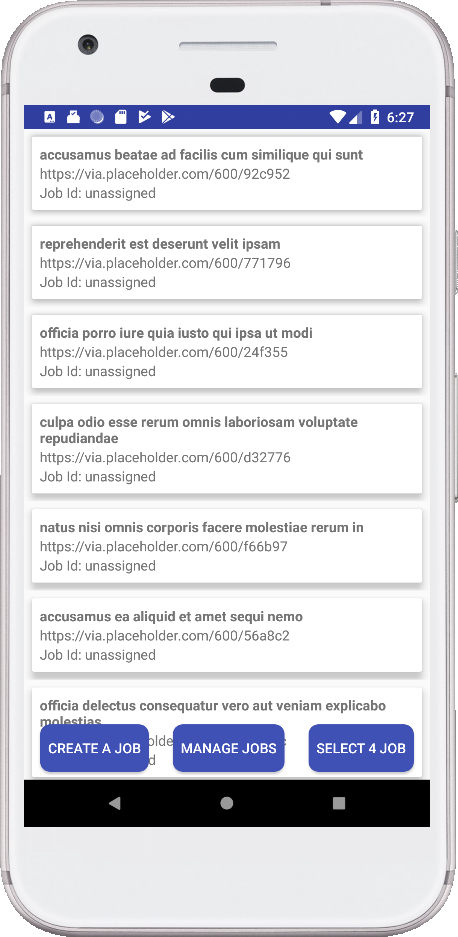 6:27
accusamus beatae ad facilis cum similique qui sunt
https://via.placeholder.com/600/92c952
Job Id: unassigned
reprehenderit est deserunt velit ipsam
https://via.placeholder.com/600/771796
Job Id: unassigned
officia porro iure quia iusto qui ipsa ut modi
https://via.placeholder.com/600/24f355
Job Id: unassigned
culpa odio esse rerum omnis laboriosam voluptate
repudiandae
https://via.placeholder.com/600/d32776
Job Id: unassigned
natus nisi omnis corporis facere molestiae rerum in
https://via.placeholder.com/600/f66b97
Job Id: unassigned
accusamus ea aliquid et amet sequi nemo
https://via.placeholder.com/600/56a8c2
Job Id: unassigned
officia delectus consequatur vero aut veniam explicabo
molestias
CREATE A JOB MANAGE JOBS SELECT 4 JOB